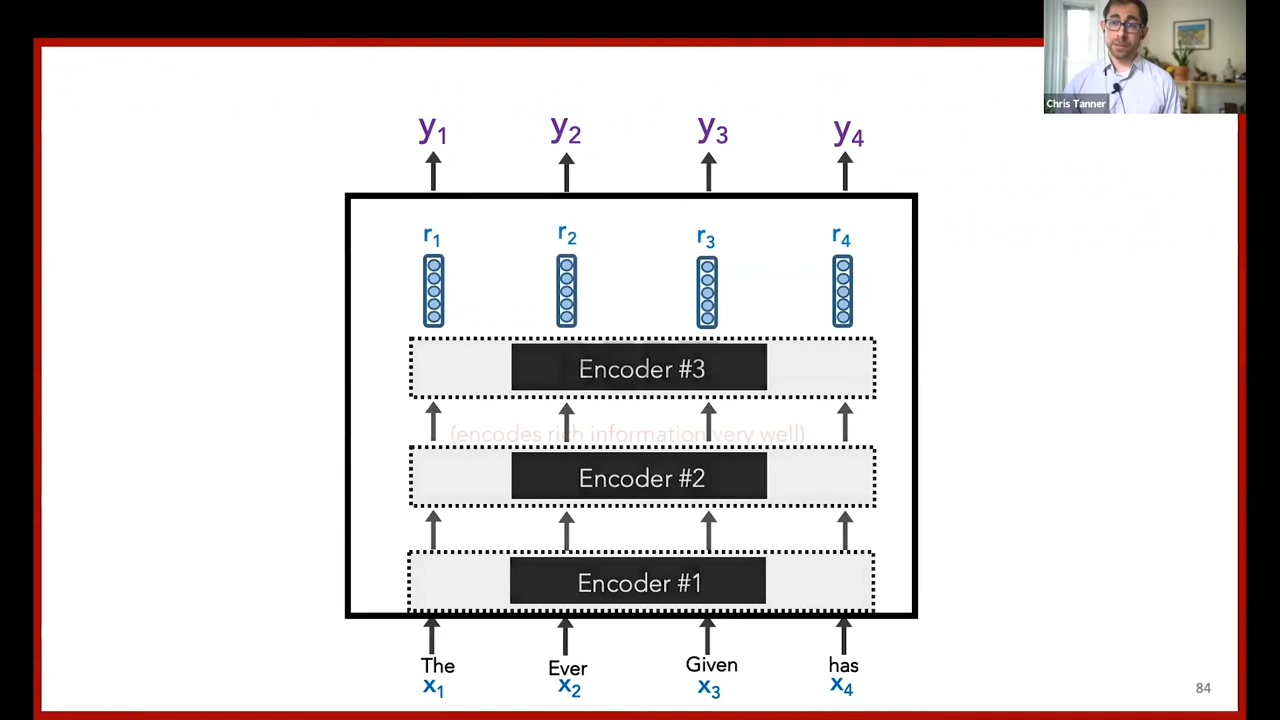 Chris Tanner
y1 y2 y3 y4
r1 r2 r3 r4
Encoder #3
(encodes rich information very well)
Encoder #2
Encoder #1
The Ever Given has
x1 x2 x3 x4
84